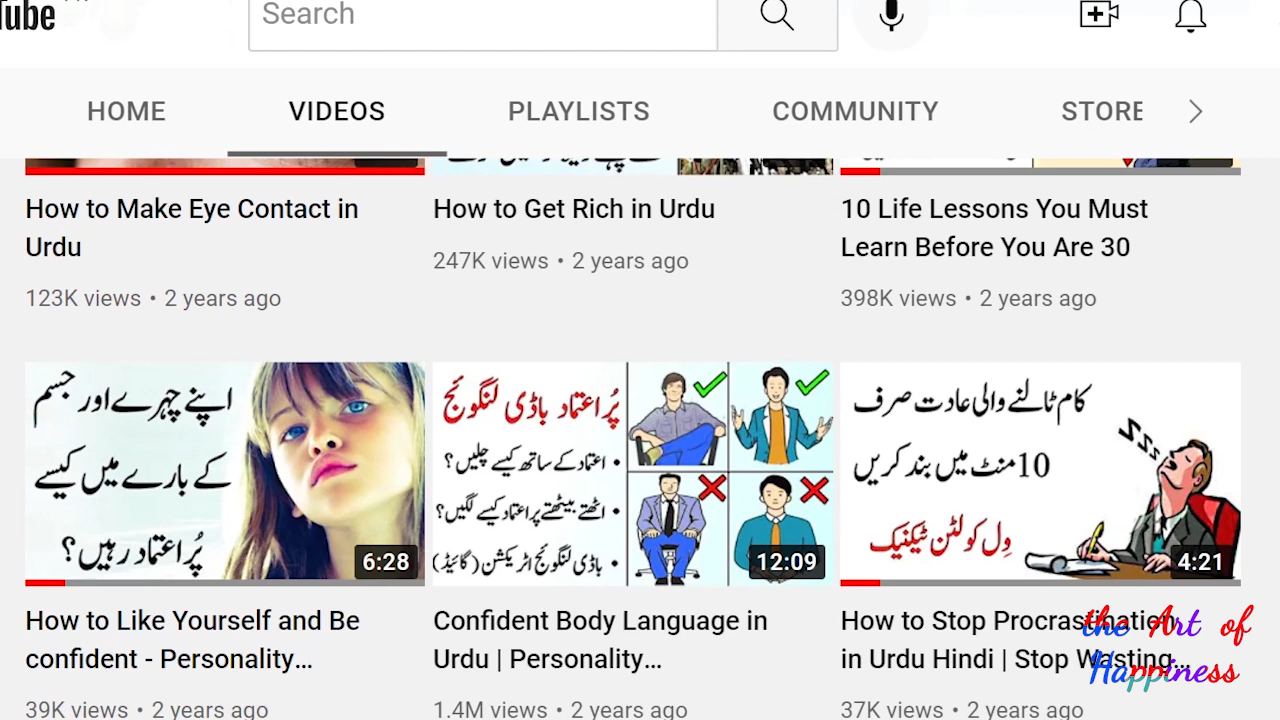 Tube
Search
HOME VIDEOS PLAYLISTS COMMUNITY STORE
How to Make Eye Contact in
Urdu
123K views • 2 years ago
How to Get Rich in Urdu
247K views • 2 years ago
10 Life Lessons You Must
Learn Before You Are 30
398K views • 2 years ago
اپنے چہرے اور جسم
کے بارے میں کیسے
پُر اعتماد رہیں؟
6:28
How to Like Yourself and Be
confident - Personality...
39K views • 2 years ago
پُر اعتماد باڈی لنگوئج
• اعتماد کے ساتھ کیسے چلیں؟
• اٹھتے بیٹھتے پر اعتماد کیسے لگیں؟
• باڈی لنگوئج اٹریکشن (گائیڈ)
12:09
Confident Body Language in
Urdu | Personality...
1.4M views • 2 years ago
کام ٹالنے والی عادت صرف
10 منٹ میں بند کریں
وِل کولٹن ٹیکنیک
zzz
4:21
How to Stop Procrastination
in Urdu Hindi | Stop Wasting...
37K views • 2 years ago
the Art of
Happiness